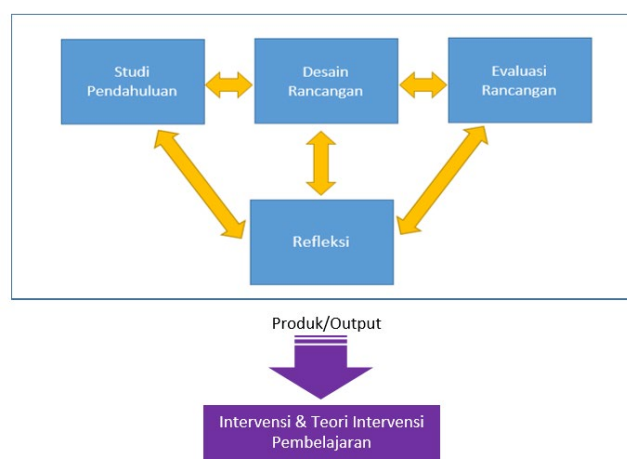 Studi
Pendahuluan
Desain
Rancangan
Evaluasi
Rancangan
Refleksi
Produk/Output
Intervensi & Teori Intervensi
Pembelajaran